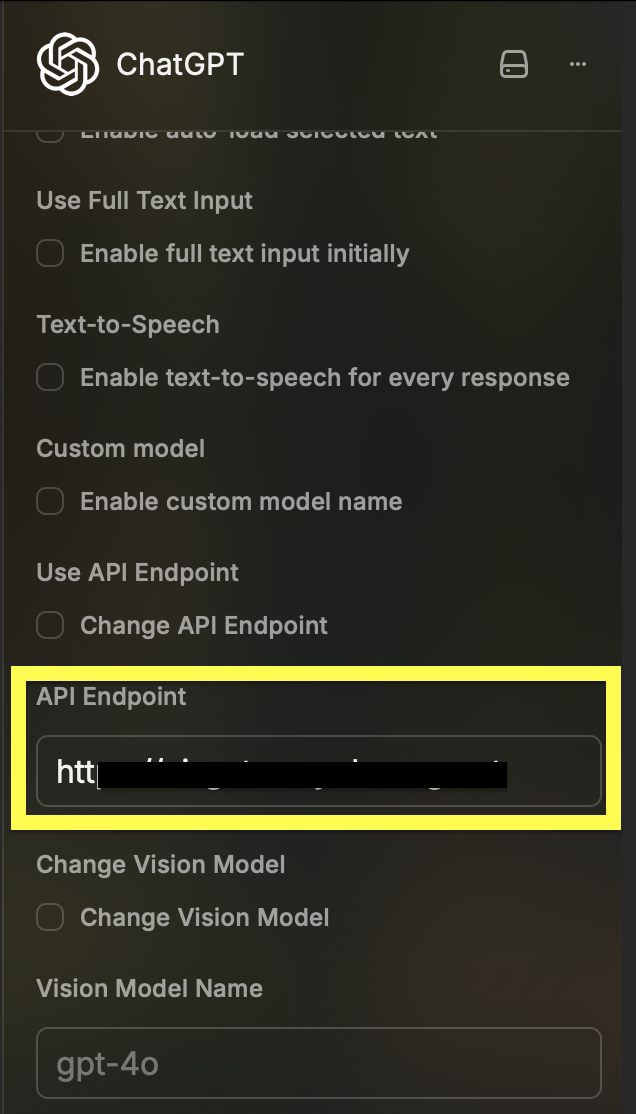 ChatGPT
Enable auto-load selected text
Use Full Text Input
Enable full text input initially
Text-to-Speech
Enable text-to-speech for every response
Custom model
Enable custom model name
Use API Endpoint
Change API Endpoint
API Endpoint
Change Vision Model
Change Vision Model
Vision Model Name
gpt-4o